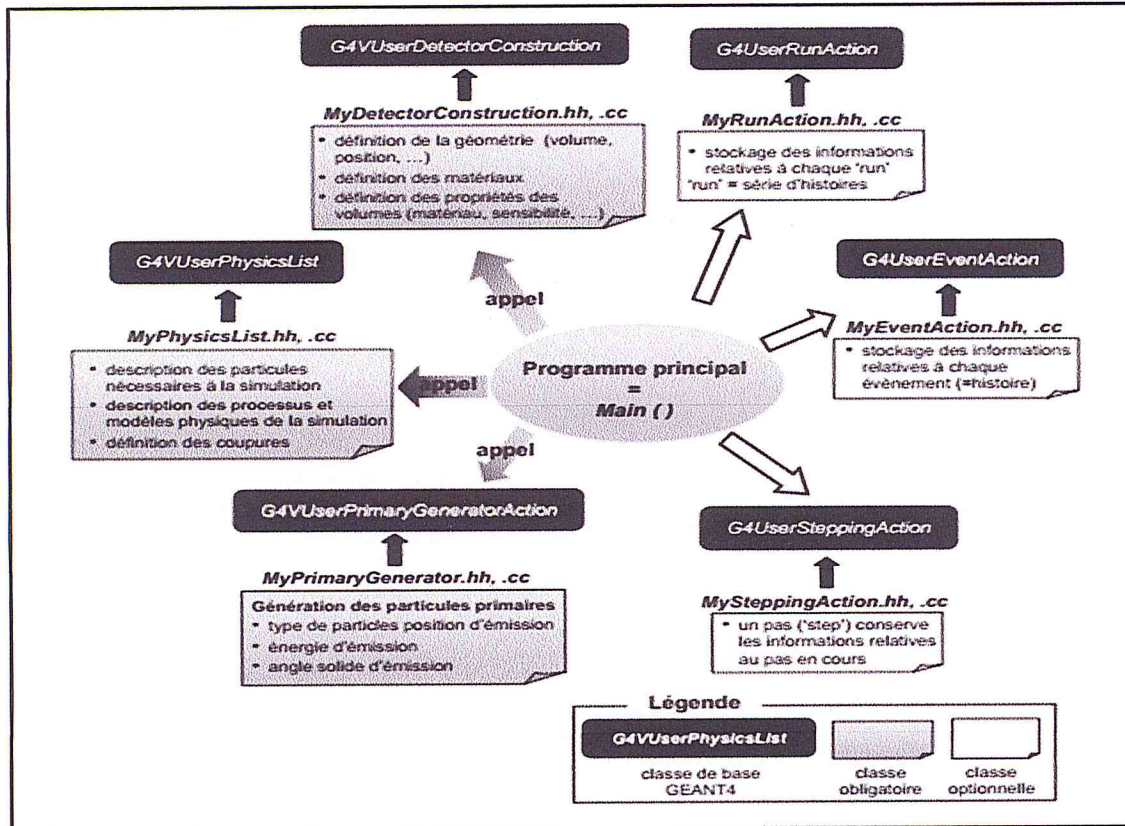 G4VUserDetectorConstruction
MyDetectorConstruction.hh, .cc
• définition de la géométrie (volume,
position, ...)
• définition des matériaux
• définition des propriétés des
volumes (matériau, sensibilité, ...)
G4UserRunAction
MyRunAction.hh, .cc
• stockage des informations
relatives à chaque 'run'
'run' = série d'histoires
G4VUserPhysicsList
MyPhysicsList.hh, .cc
• description des particules
nécessaires à la simulation
• description des processus et
modèles physiques de la simulation
• définition des coupures
appel
appel
appel
Programme principal
=
Main ( )
G4UserEventAction
MyEventAction.hh, .cc
• stockage des informations
relatives à chaque
évènement (=histoire)
G4VUserPrimaryGeneratorAction
MyPrimaryGenerator.hh, .cc
Génération des particules primaires
• type de particules position d'émission
• énergie d'émission
• angle solide d'émission
G4UserSteppingAction
MySteppingAction.hh, .cc
• un pas ('step') conserve
les informations relatives
au pas en cours
Légende
G4VUserPhysicsList
classe de base
GEANT4
classe
obligatoire
classe
optionnelle